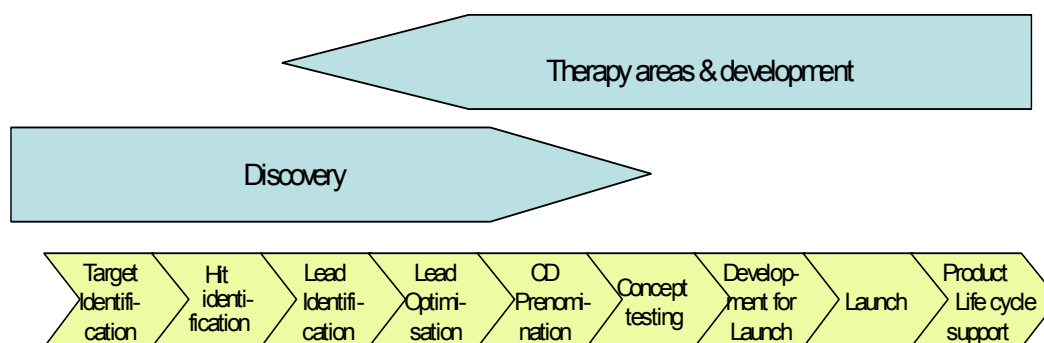 Therapy areas & development
Discovery
Target
Identifi-
cation
Hit
identi-
fication
Lead
Identifi-
cation
Lead
Optimi-
sation
CD
Prenomi-
nation
Concept
testing
Develop-
ment for
Launch
Launch
Product
Life cycle
support